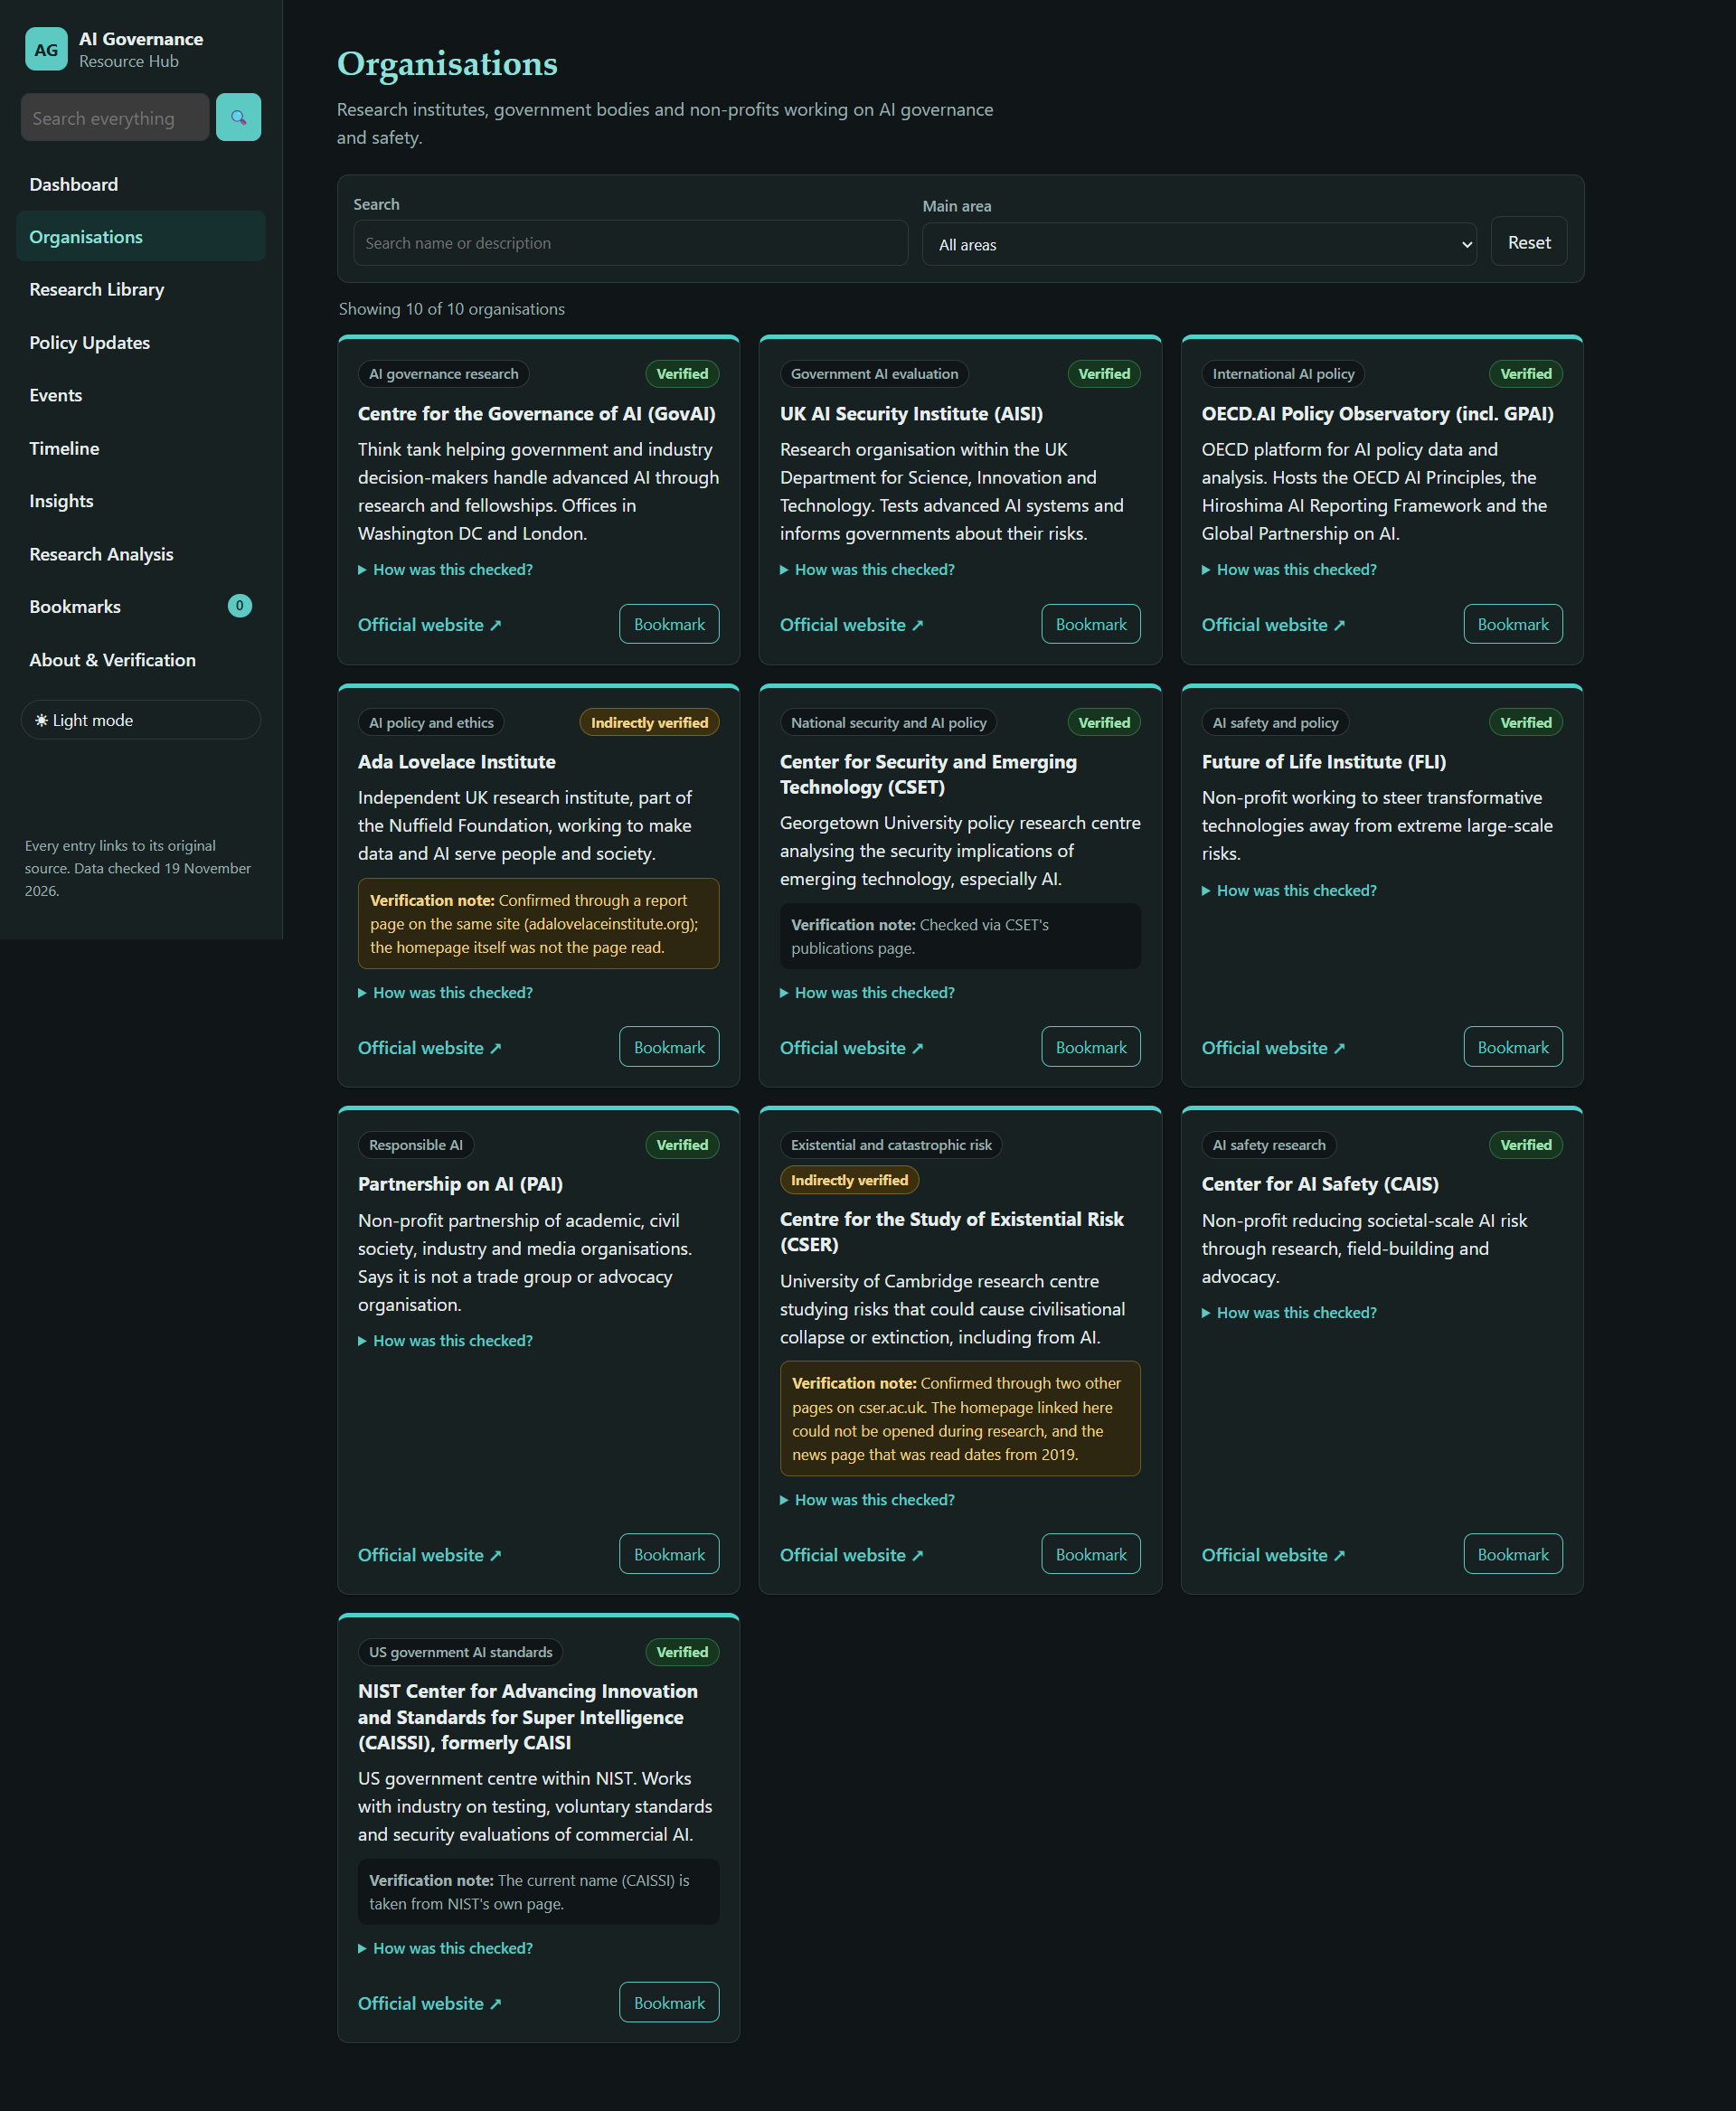 AG
AI Governance
Resource Hub
Search everything
Dashboard
Organisations
Research Library
Policy Updates
Events
Timeline
Insights
Research Analysis
Bookmarks 0
About & Verification
☀ Light mode
Every entry links to its original
source. Data checked 19 November
2026.
Organisations
Research institutes, government bodies and non-profits working on AI governance
and safety.
Search
Search name or description
Main area
All areas
Reset
Showing 10 of 10 organisations
AI governance research Verified
Centre for the Governance of AI (GovAI)
Think tank helping government and industry
decision-makers handle advanced AI through
research and fellowships. Offices in
Washington DC and London.
▶ How was this checked?
Official website ↗ Bookmark
Government AI evaluation Verified
UK AI Security Institute (AISI)
Research organisation within the UK
Department for Science, Innovation and
Technology. Tests advanced AI systems and
informs governments about their risks.
▶ How was this checked?
Official website ↗ Bookmark
International AI policy Verified
OECD.AI Policy Observatory (incl. GPAI)
OECD platform for AI policy data and
analysis. Hosts the OECD AI Principles, the
Hiroshima AI Reporting Framework and the
Global Partnership on AI.
▶ How was this checked?
Official website ↗ Bookmark
AI policy and ethics Indirectly verified
Ada Lovelace Institute
Independent UK research institute, part of
the Nuffield Foundation, working to make
data and AI serve people and society.
Verification note: Confirmed through a report
page on the same site (adalovelaceinstitute.org);
the homepage itself was not the page read.
▶ How was this checked?
Official website ↗ Bookmark
National security and AI policy Verified
Center for Security and Emerging
Technology (CSET)
Georgetown University policy research centre
analysing the security implications of
emerging technology, especially AI.
Verification note: Checked via CSET's
publications page.
▶ How was this checked?
Official website ↗ Bookmark
AI safety and policy Verified
Future of Life Institute (FLI)
Non-profit working to steer transformative
technologies away from extreme large-scale
risks.
▶ How was this checked?
Official website ↗ Bookmark
Responsible AI Verified
Partnership on AI (PAI)
Non-profit partnership of academic, civil
society, industry and media organisations.
Says it is not a trade group or advocacy
organisation.
▶ How was this checked?
Official website ↗ Bookmark
Existential and catastrophic risk
Indirectly verified
Centre for the Study of Existential Risk
(CSER)
University of Cambridge research centre
studying risks that could cause civilisational
collapse or extinction, including from AI.
Verification note: Confirmed through two other
pages on cser.ac.uk. The homepage linked here
could not be opened during research, and the
news page that was read dates from 2019.
▶ How was this checked?
Official website ↗ Bookmark
AI safety research Verified
Center for AI Safety (CAIS)
Non-profit reducing societal-scale AI risk
through research, field-building and
advocacy.
▶ How was this checked?
Official website ↗ Bookmark
US government AI standards Verified
NIST Center for Advancing Innovation
and Standards for Super Intelligence
(CAISSI), formerly CAISI
US government centre within NIST. Works
with industry on testing, voluntary standards
and security evaluations of commercial AI.
Verification note: The current name (CAISSI) is
taken from NIST's own page.
▶ How was this checked?
Official website ↗ Bookmark